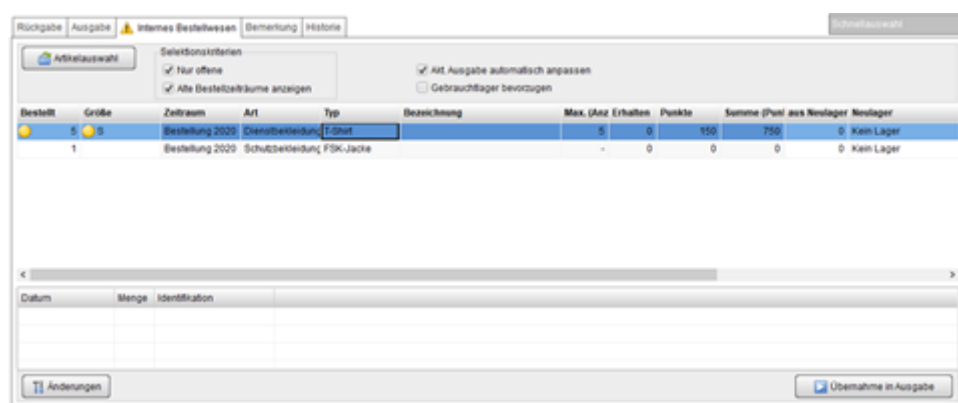 Rückgabe Ausgabe Internes Bestellwesen Bemerkung Historie Schnellauswahl
Artikelauswahl
Selektionskriterien
Nur offene
Akt. Ausgabe automatisch anpassen
Alte Bestellzeiträume anzeigen
Gebrauchtlager bevorzugen
Bestellt Größe Zeitraum Art Typ Bezeichnung Max. (Anz Erhalten Punkte Summe (Punl aus Neulager Neulager
5 S Bestellung 2020 Dienstbekleidung T-Shirt 5 0 150 750 0 Kein Lager
1 Bestellung 2020 Schutzbekleidung FSK-Jacke - 0 0 0 0 Kein Lager
Datum Menge Identifikation
Änderungen Übernahme in Ausgabe